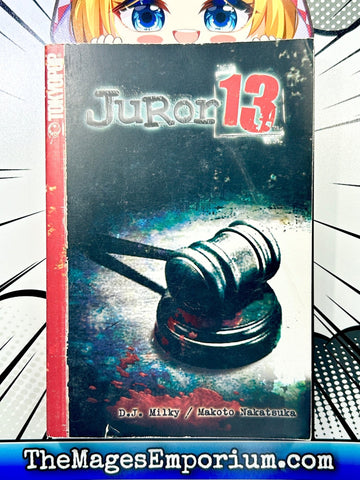 TOKYOPOP
JuRor 13
D.J. Milky / Makoto Nakatsuka
TheMagesEmporium.com